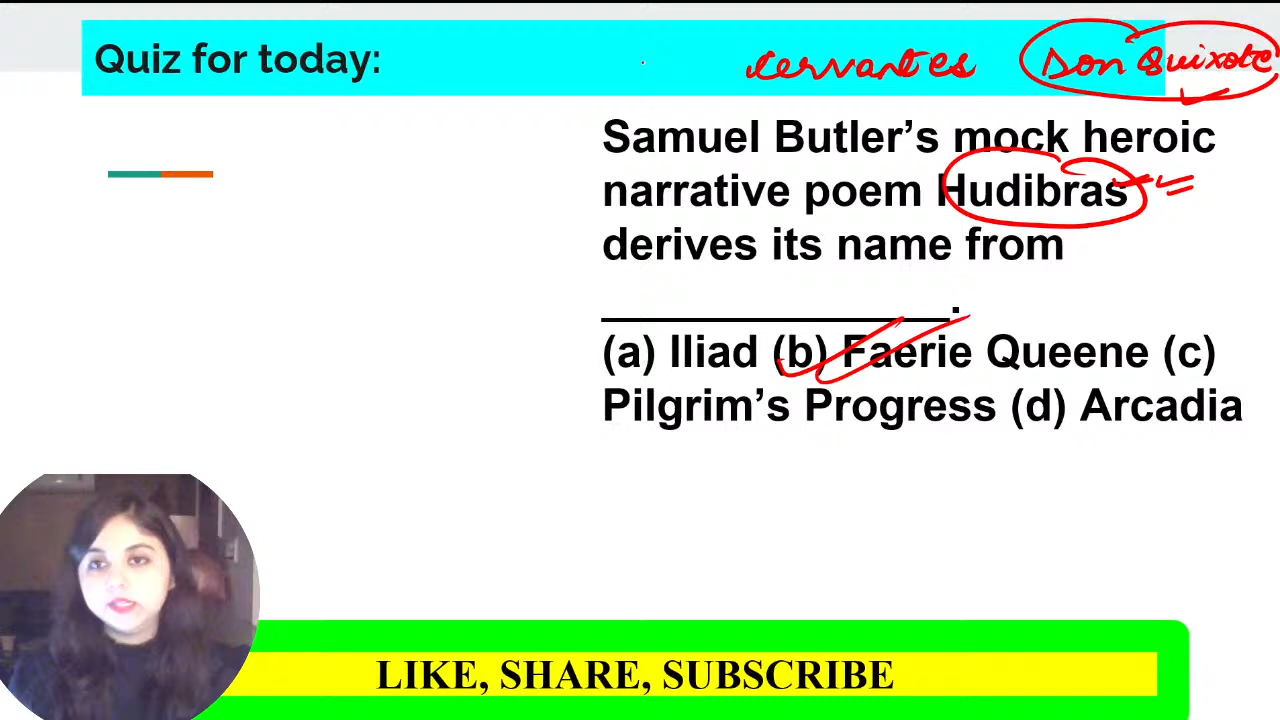 Quiz for today:
cervantes Don Quixote
Samuel Butler’s mock heroic
narrative poem Hudibras
derives its name from
_______________.
(a) Iliad (b) Faerie Queene (c)
Pilgrim’s Progress (d) Arcadia
LIKE, SHARE, SUBSCRIBE